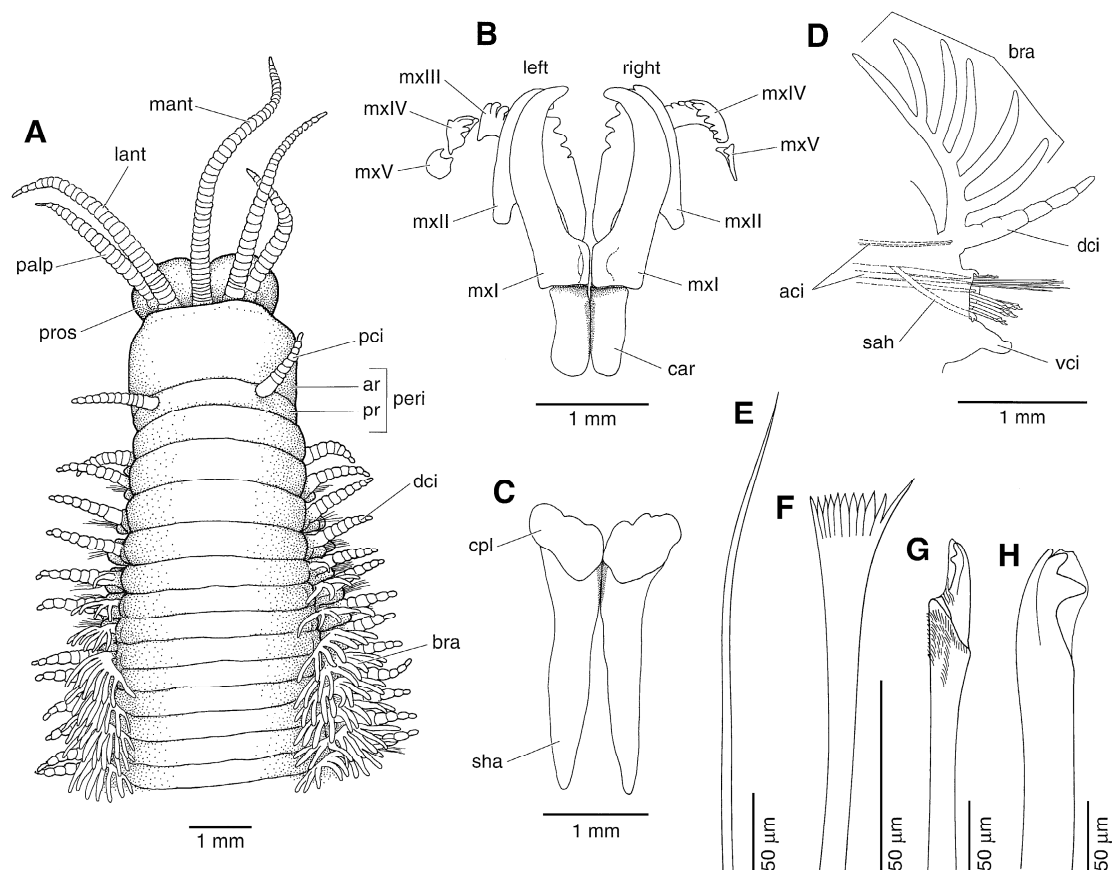 A
mant
lant
palp
pros
pci
ar
pr
peri
dci
bra
1 mm
B
left
right
mxIII
mxIV
mxV
mxII
mxI
mxIV
mxV
mxII
mxI
car
1 mm
C
cpl
sha
1 mm
D
bra
dci
aci
sah
vci
1 mm
E
50 µm
F
50 µm
G
50 µm
H
50 µm